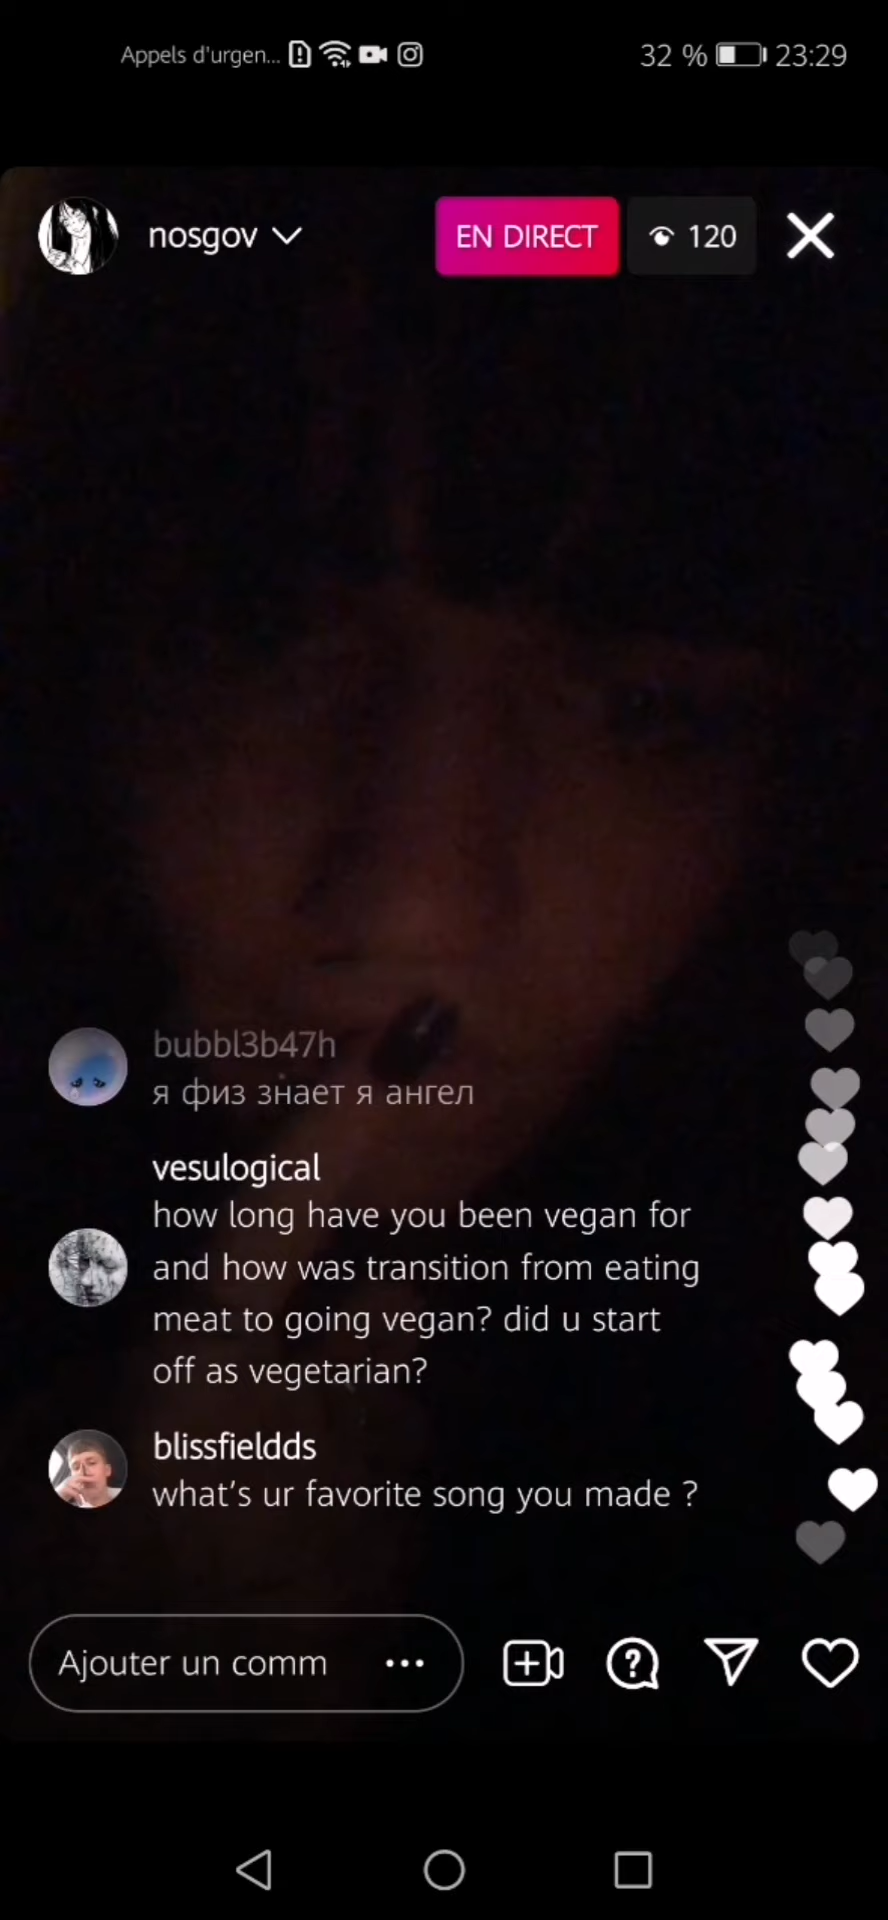 Appels d'urgen... 32 % 23:29
nosgov EN DIRECT 120
bubbl3b47h
я физ знает я ангел
vesulogical
how long have you been vegan for
and how was transition from eating
meat to going vegan? did u start
off as vegetarian?
blissfieldds
what’s ur favorite song you made ?
Ajouter un comm